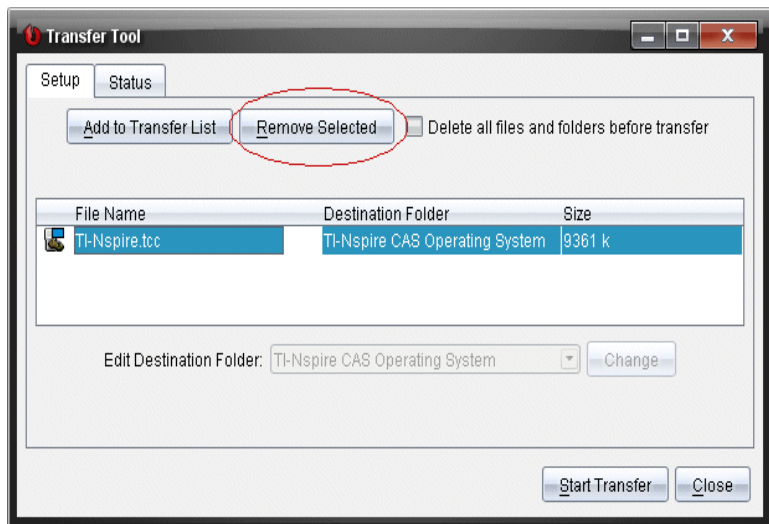 Transfer Tool
Setup Status
Add to Transfer List Remove Selected Delete all files and folders before transfer
File Name Destination Folder Size
TI-Nspire.tcc TI-Nspire CAS Operating System 9361 k
Edit Destination Folder: TI-Nspire CAS Operating System Change
Start Transfer Close